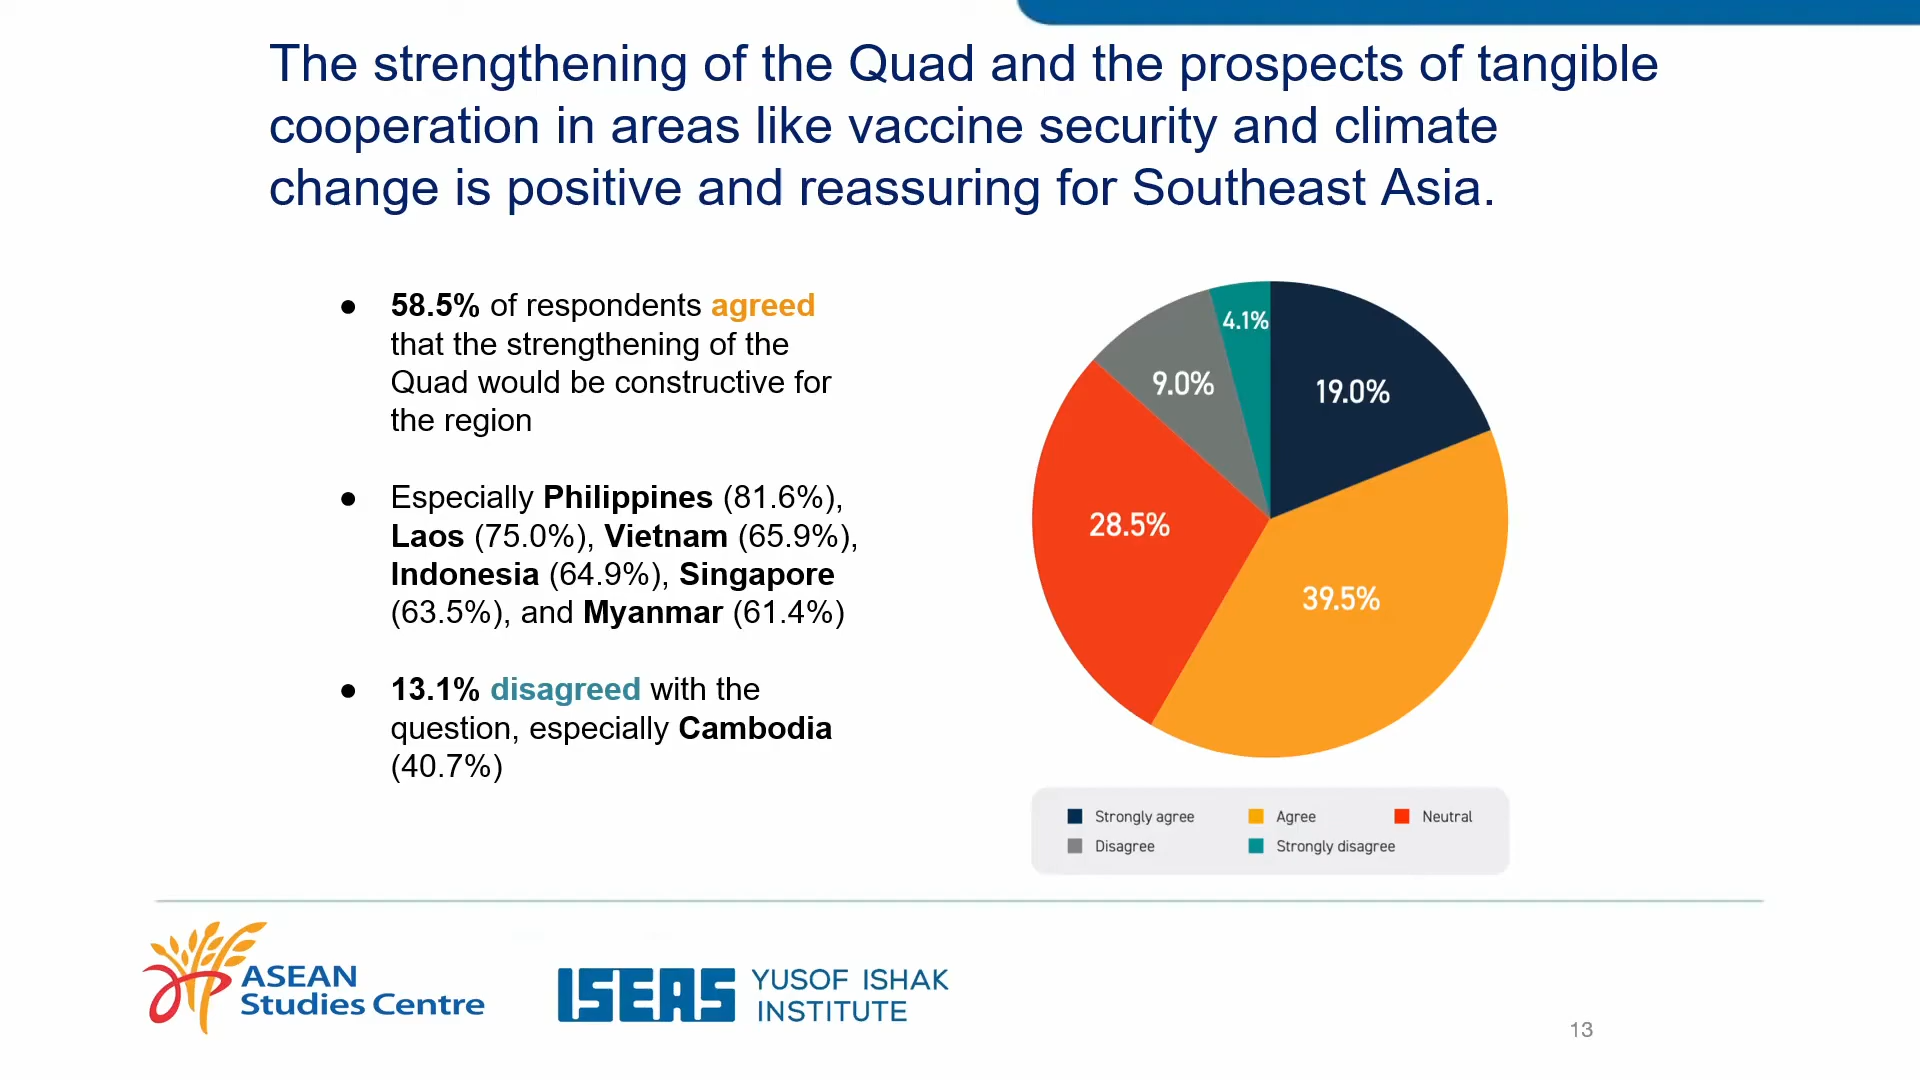 The strengthening of the Quad and the prospects of tangible
cooperation in areas like vaccine security and climate
change is positive and reassuring for Southeast Asia.
● 58.5% of respondents agreed
that the strengthening of the
Quad would be constructive for
the region
● Especially Philippines (81.6%),
Laos (75.0%), Vietnam (65.9%),
Indonesia (64.9%), Singapore
(63.5%), and Myanmar (61.4%)
● 13.1% disagreed with the
question, especially Cambodia
(40.7%)
4.1%
9.0%
19.0%
28.5%
39.5%
Strongly agree Agree Neutral
Disagree Strongly disagree
ASEAN
Studies Centre
ISEAS YUSOF ISHAK
INSTITUTE
13